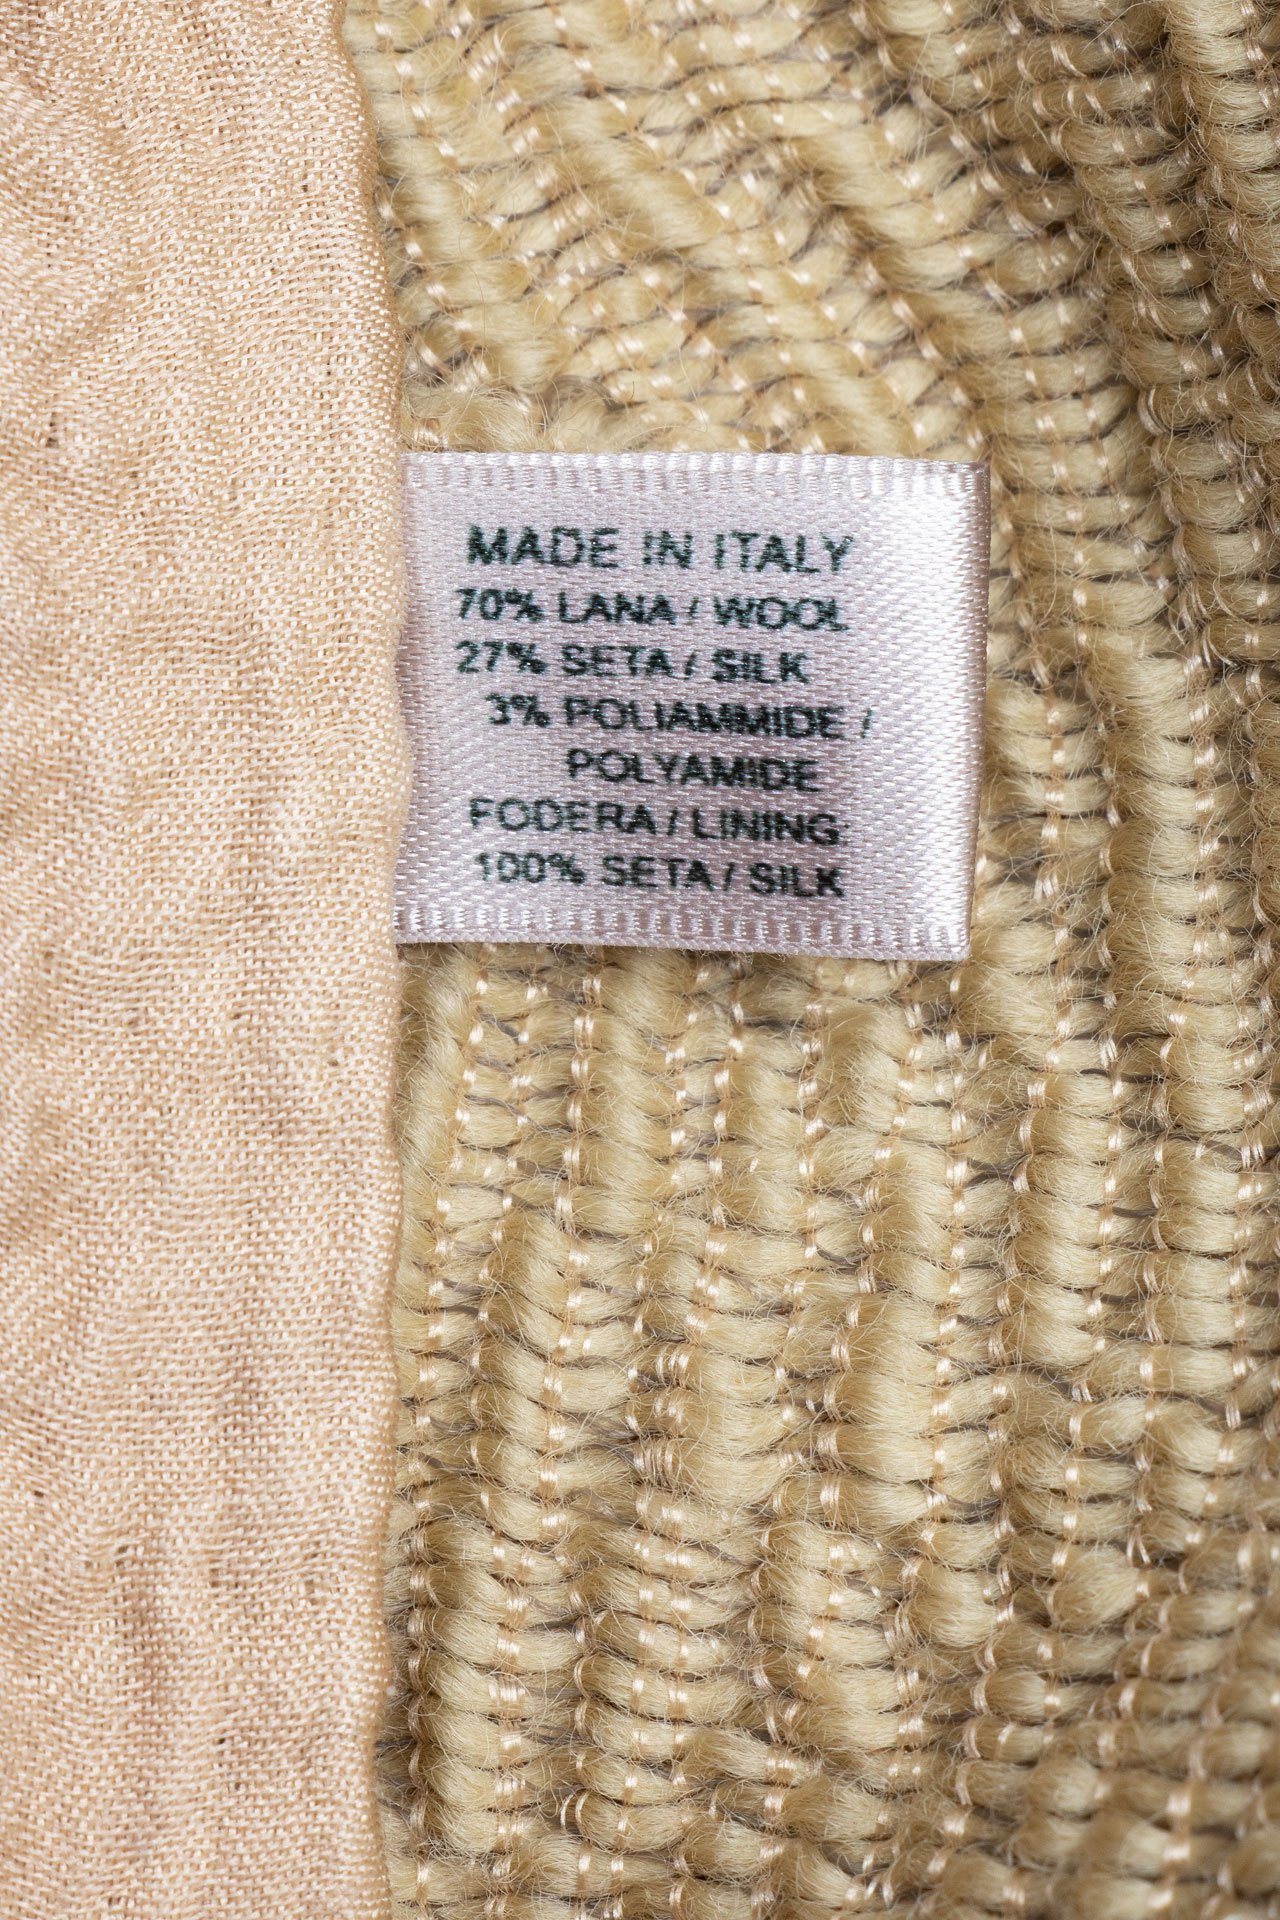 MADE IN ITALY
70% LANA / WOOL
27% SETA / SILK
3% POLIAMMIDE /
POLYAMIDE
FODERA / LINING:
100% SETA / SILK